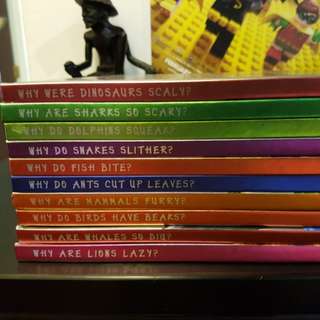 WHY WERE DINOSAURS SCALY?
WHY ARE SHARKS SO SCARY?
WHY DO DOLPHINS SQUEAK?
WHY DO SNAKES SLITHER?
WHY DO FISH BITE?
WHY DO ANTS CUT UP LEAVES?
WHY ARE MAMMALS FURRY?
WHY DO BIRDS HAVE BEAKS?
WHY ARE WHALES SO BIG?
WHY ARE LIONS LAZY?